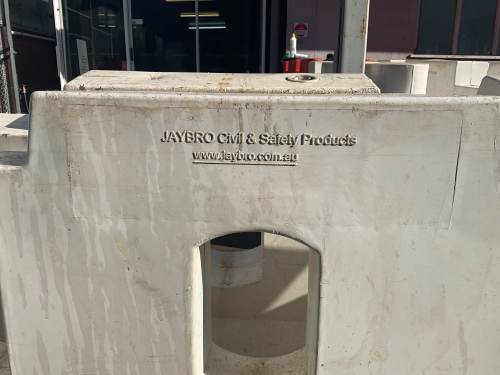 JAYBRO Civil & Safety Products
www.jaybro.com.au